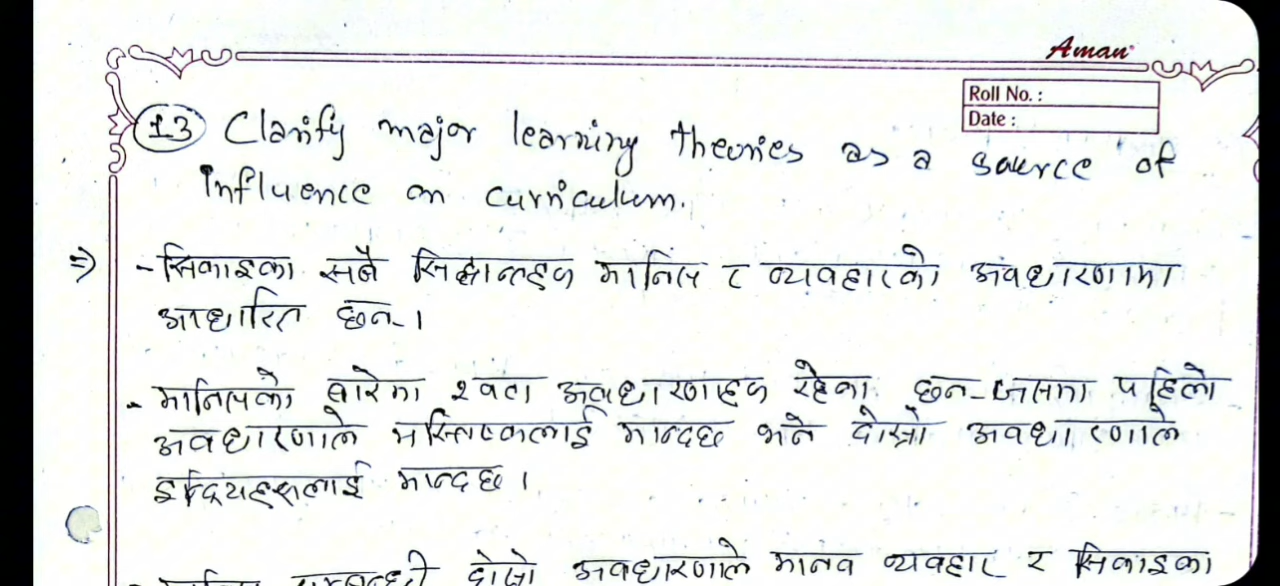 Aman
Roll No. :
Date :
13 Clarify major learning theories as a source of
influence on curriculum.
⇒ - सिकाइका सबै सिद्धान्तहरू मानिस र व्यवहारको अवधारणामा
आधारित छन् ।
- मानिसको बारेमा २ वटा अवधारणाहरू रहेका छन् जसमा पहिलो
अवधारणाले मस्तिष्कलाई मान्दछ भने दोस्रो अवधारणाले
इन्द्रियहरूलाई मान्दछ ।
दोस्रो अवधारणाले मानव व्यवहार र सिकाइका